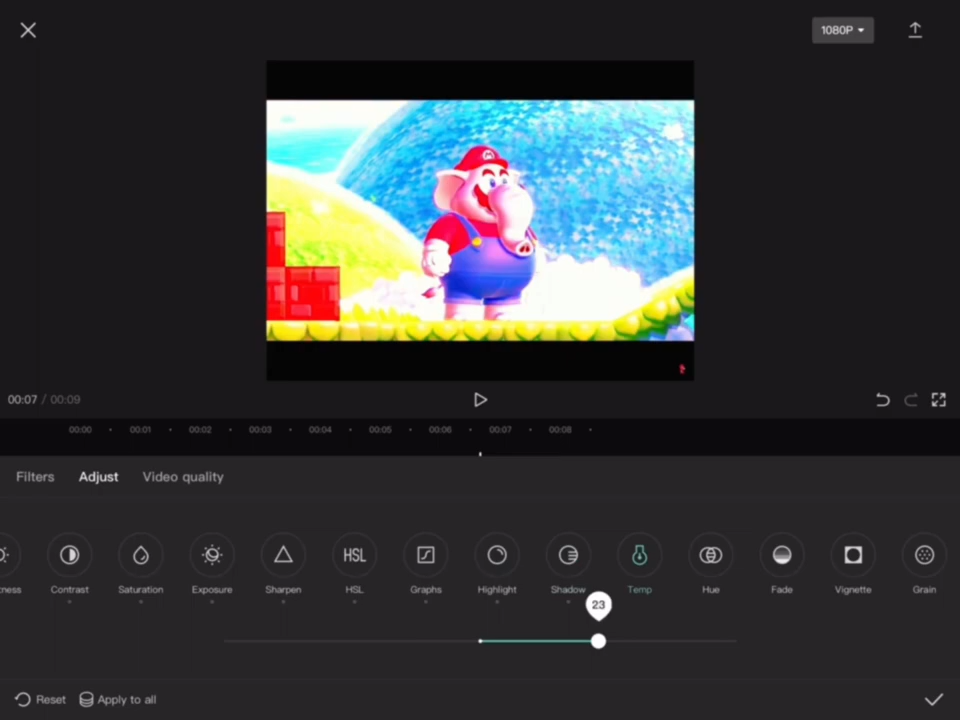 1080P
M
00:07 / 00:09
00:00 00:01 00:02 00:03 00:04 00:05 00:06 00:07 00:08
Filters Adjust Video quality
HSL
ness Contrast Saturation Exposure Sharpen HSL Graphs Highlight Shadow Temp Hue Fade Vignette Grain
23
Reset Apply to all